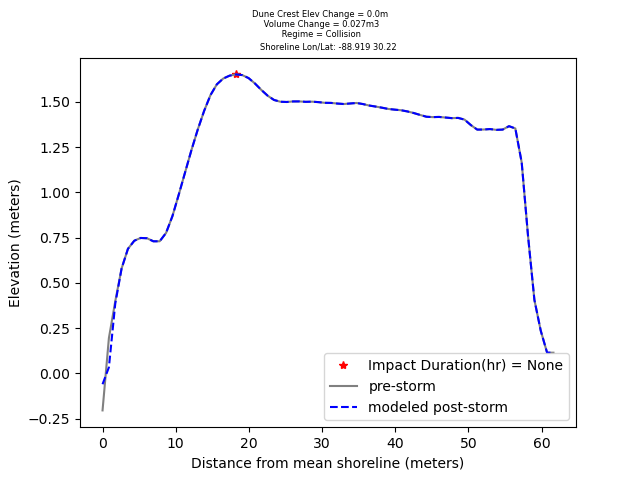 Dune Crest Elev Change = 0.0m
Volume Change = 0.027m3
Regime = Collision
Shoreline Lon/Lat: -88.919 30.22
1.50
1.25
1.00
0.75
0.50
0.25
0.00
−0.25
Elevation (meters)
Impact Duration(hr) = None
pre-storm
modeled post-storm
0 10 20 30 40 50 60
Distance from mean shoreline (meters)